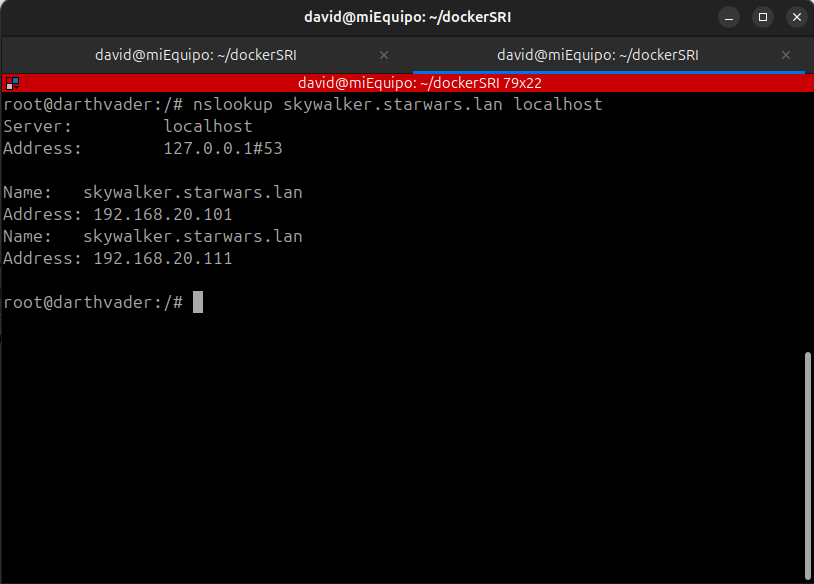 david@miEquipo: ~/dockerSRI
david@miEquipo: ~/dockerSRI × david@miEquipo: ~/dockerSRI ×
david@miEquipo: ~/dockerSRI 79x22
root@darthvader:/# nslookup skywalker.starwars.lan localhost
Server:         localhost
Address:        127.0.0.1#53

Name:   skywalker.starwars.lan
Address: 192.168.20.101
Name:   skywalker.starwars.lan
Address: 192.168.20.111

root@darthvader:/#